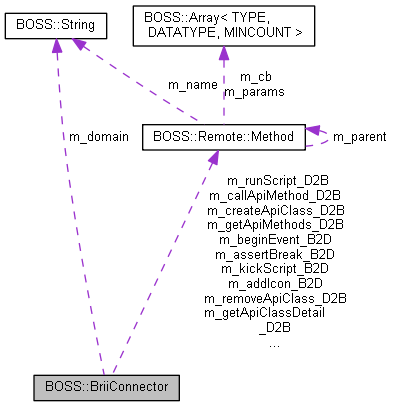 BOSS::String
BOSS::Array< TYPE,
DATATYPE, MINCOUNT >
m_name
m_cb
m_params
m_domain
BOSS::Remote::Method
m_parent
m_runScript_D2B
m_callApiMethod_D2B
m_createApiClass_D2B
m_getApiMethods_D2B
m_beginEvent_B2D
m_assertBreak_B2D
m_kickScript_B2D
m_addIcon_B2D
m_removeApiClass_D2B
m_getApiClassDetail
_D2B
...
BOSS::BriiConnector